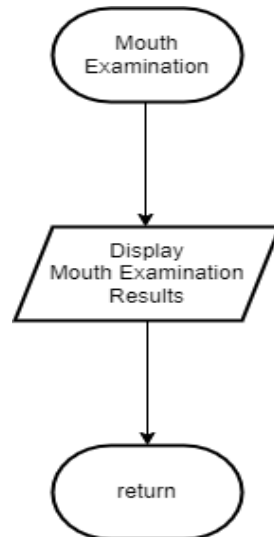 Mouth
Examination
Display
Mouth Examination
Results
return